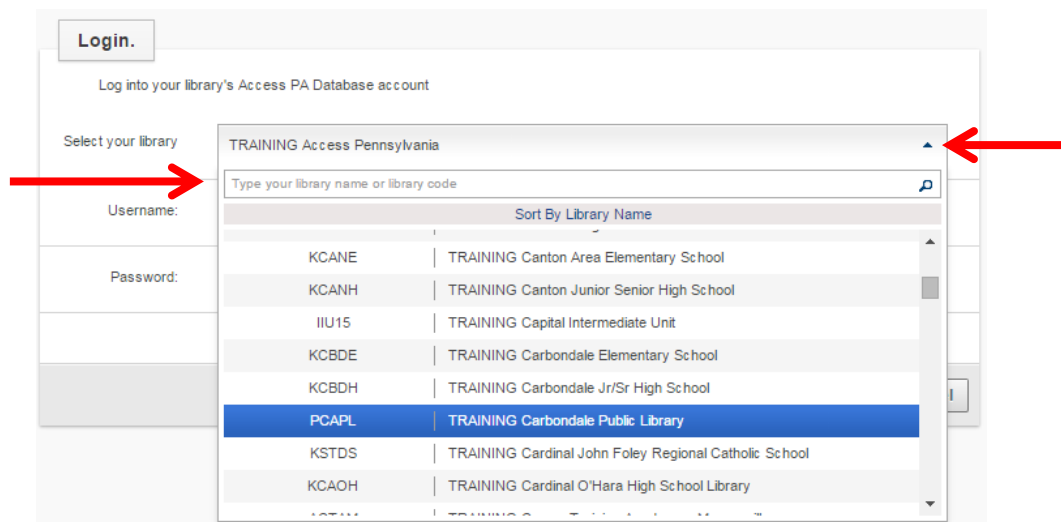 Login.
Log into your library's Access PA Database account
Select your library
TRAINING Access Pennsylvania
Type your library name or library code
Username:
Sort By Library Name
KCANE TRAINING Canton Area Elementary School
Password:
KCANH TRAINING Canton Junior Senior High School
IIU15 TRAINING Capital Intermediate Unit
KCBDE TRAINING Carbondale Elementary School
KCBDH TRAINING Carbondale Jr/Sr High School
PCAPL TRAINING Carbondale Public Library
KSTDS TRAINING Cardinal John Foley Regional Catholic School
KCAOH TRAINING Cardinal O'Hara High School Library